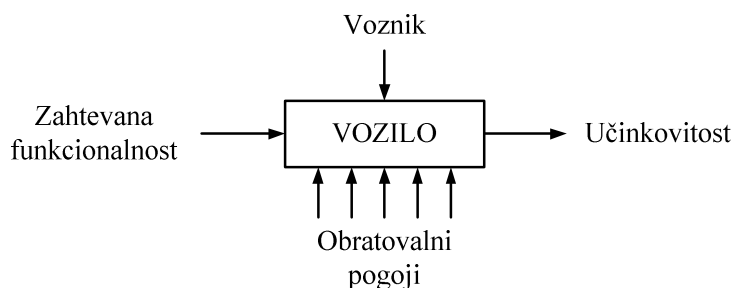 Voznik
Zahtevana
funkcionalnost
VOZILO
Učinkovitost
Obratovalni
pogoji